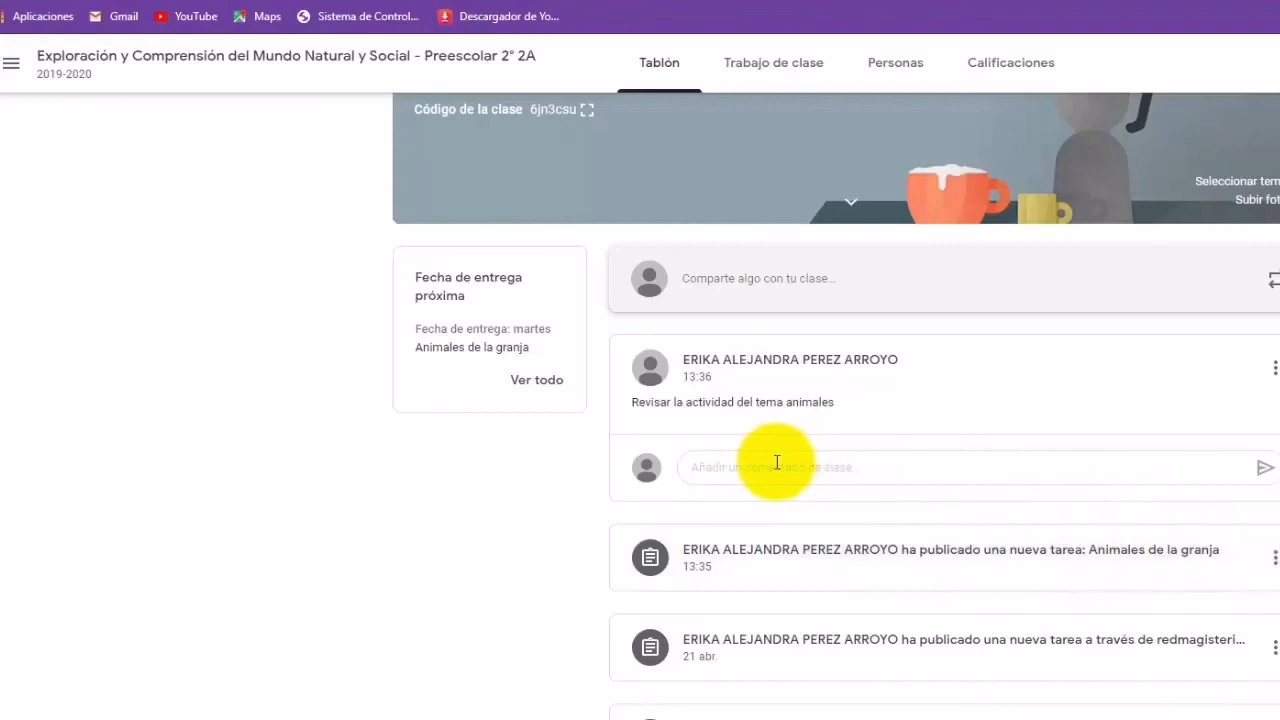 Aplicaciones Gmail YouTube Maps Sistema de Control... Descargador de Yo...
Exploración y Comprensión del Mundo Natural y Social - Preescolar 2° 2A
2019-2020
Tablón Trabajo de clase Personas Calificaciones
Código de la clase 6jn3csu
Seleccionar tem
Subir fot
Fecha de entrega
próxima
Fecha de entrega: martes
Animales de la granja
Ver todo
Comparte algo con tu clase...
ERIKA ALEJANDRA PEREZ ARROYO
13:36
Revisar la actividad del tema animales
Añadir un comentario de clase...
ERIKA ALEJANDRA PEREZ ARROYO ha publicado una nueva tarea: Animales de la granja
13:35
ERIKA ALEJANDRA PEREZ ARROYO ha publicado una nueva tarea a través de redmagisteri...
21 abr.